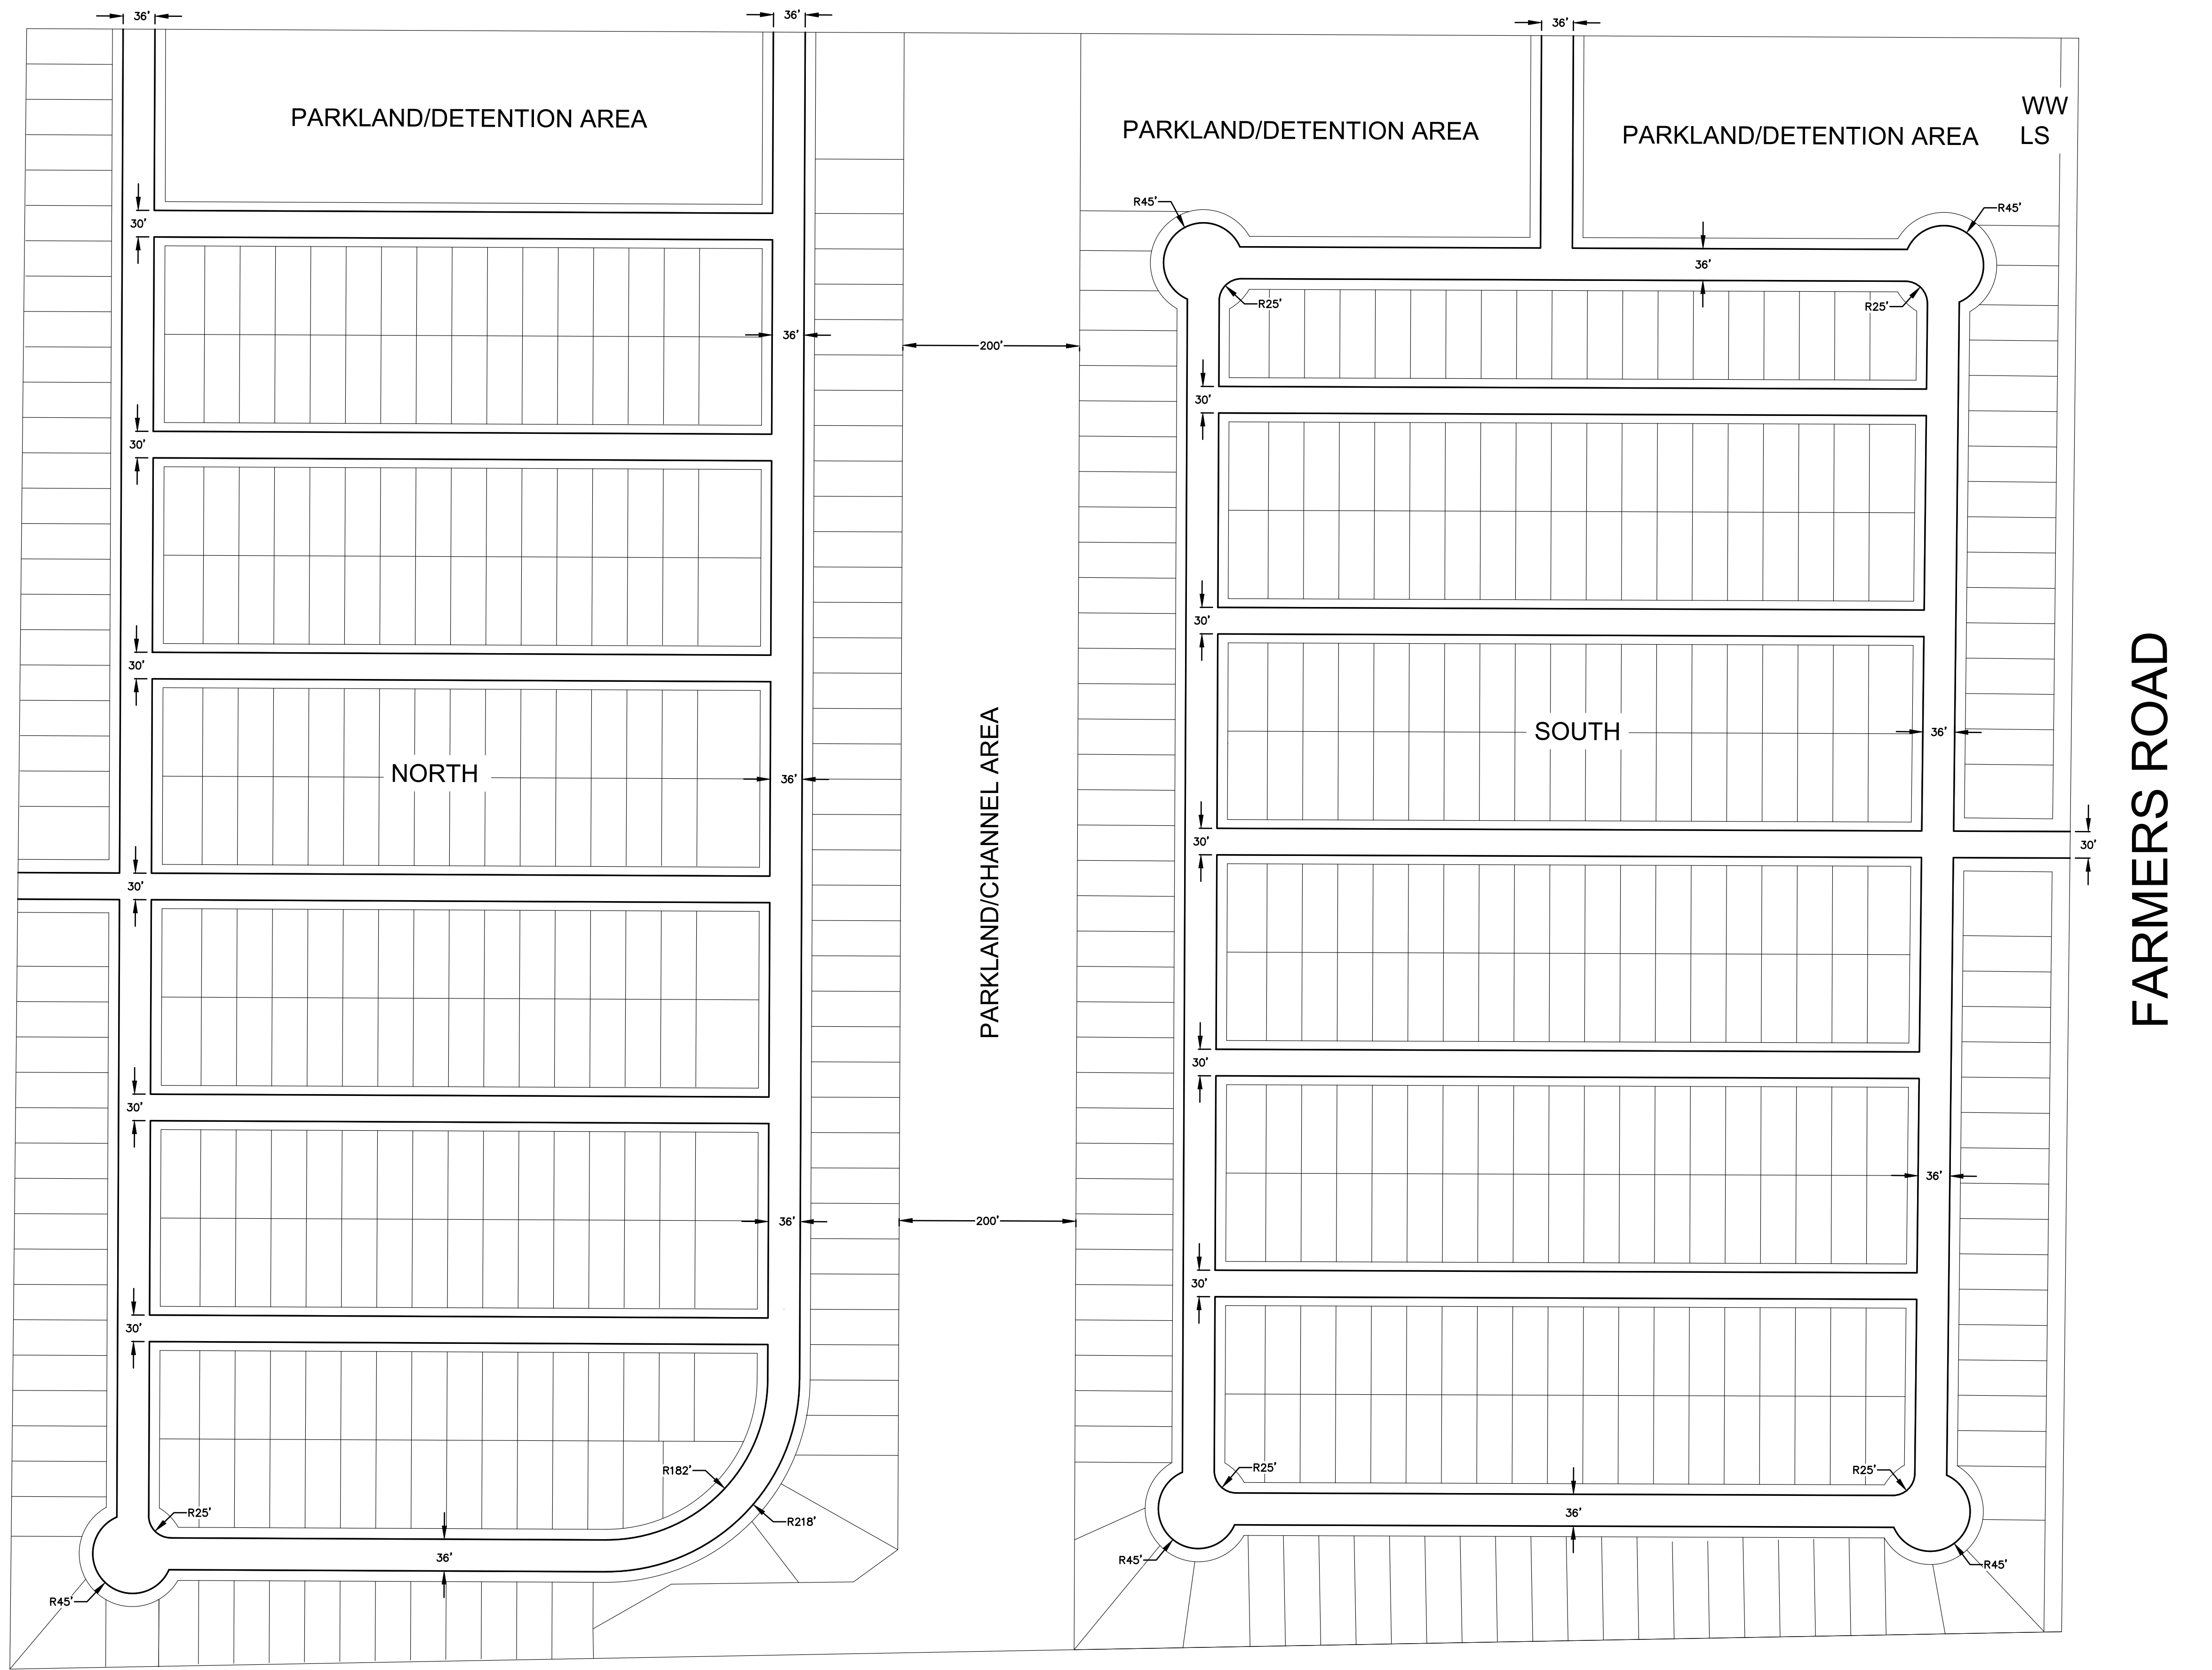 36'
36'
36'
PARKLAND/DETENTION AREA
PARKLAND/DETENTION AREA
PARKLAND/DETENTION AREA
WW
LS
R45'
R45'
30'
36'
R25'
R25'
36'
200'
30'
30'
30'
30'
NORTH
SOUTH
36'
36'
PARKLAND/CHANNEL AREA
FARMERS ROAD
30'
30'
30'
30'
30'
30'
36'
36'
200'
30'
30'
R182'
R25'
R25'
R25'
R218'
36'
36'
R45'
R45'
R45'